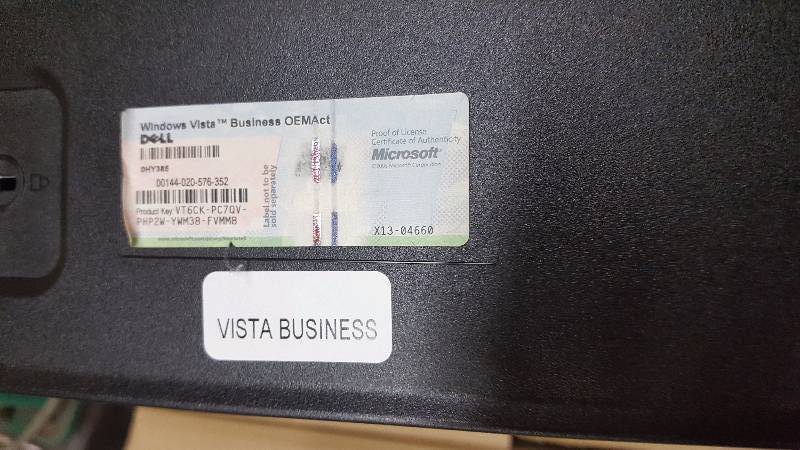 Windows Vista™ Business OEMAct
DELL
0HY385
00144-020-576-352
Product Key: VT6CK-PC7QV-
PHP2W-YWM38-FVMMB
Label not to be
sold separately
Proof of License
Certificate of Authenticity
Microsoft®
X13-04660
VISTA BUSINESS